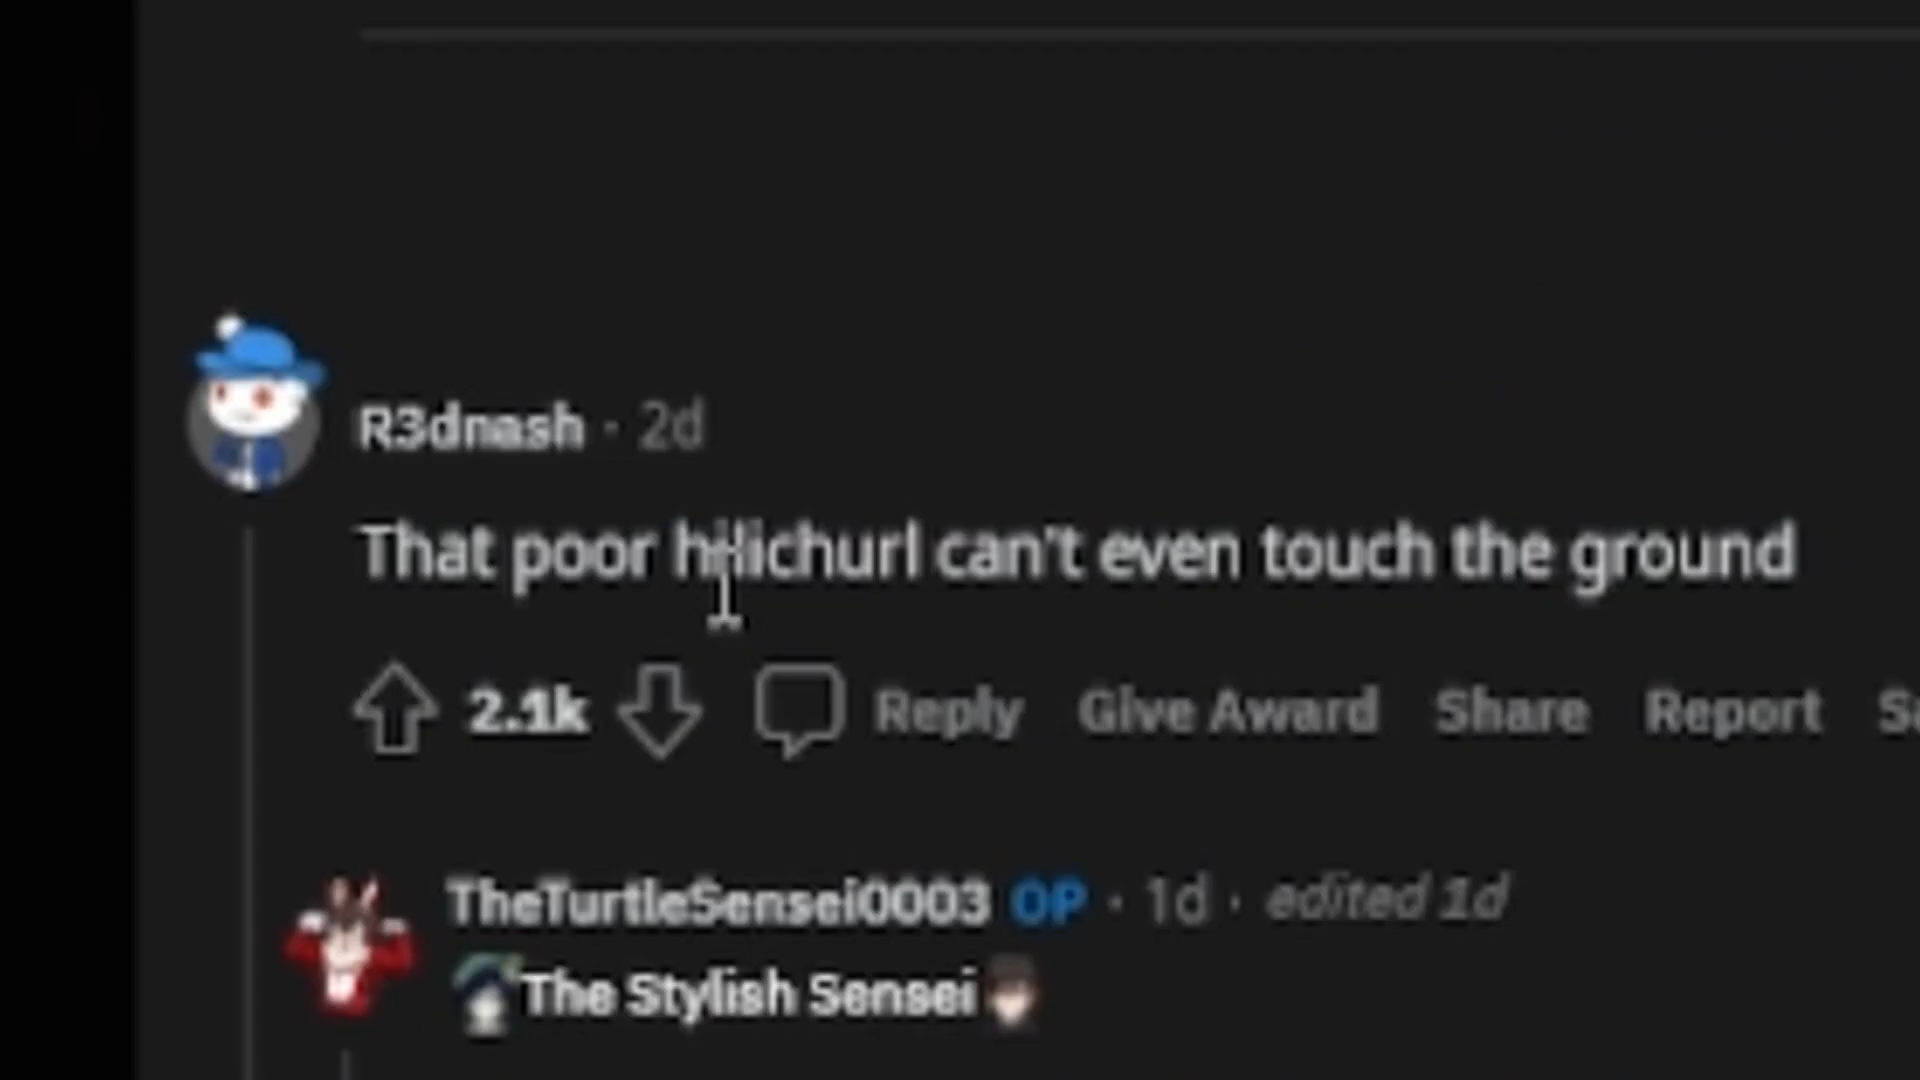 R3dnash · 2d
That poor hilichurl can't even touch the ground
2.1k Reply Give Award Share Report
TheTurtleSensei0003 OP · 1d · edited 1d
The Stylish Sensei